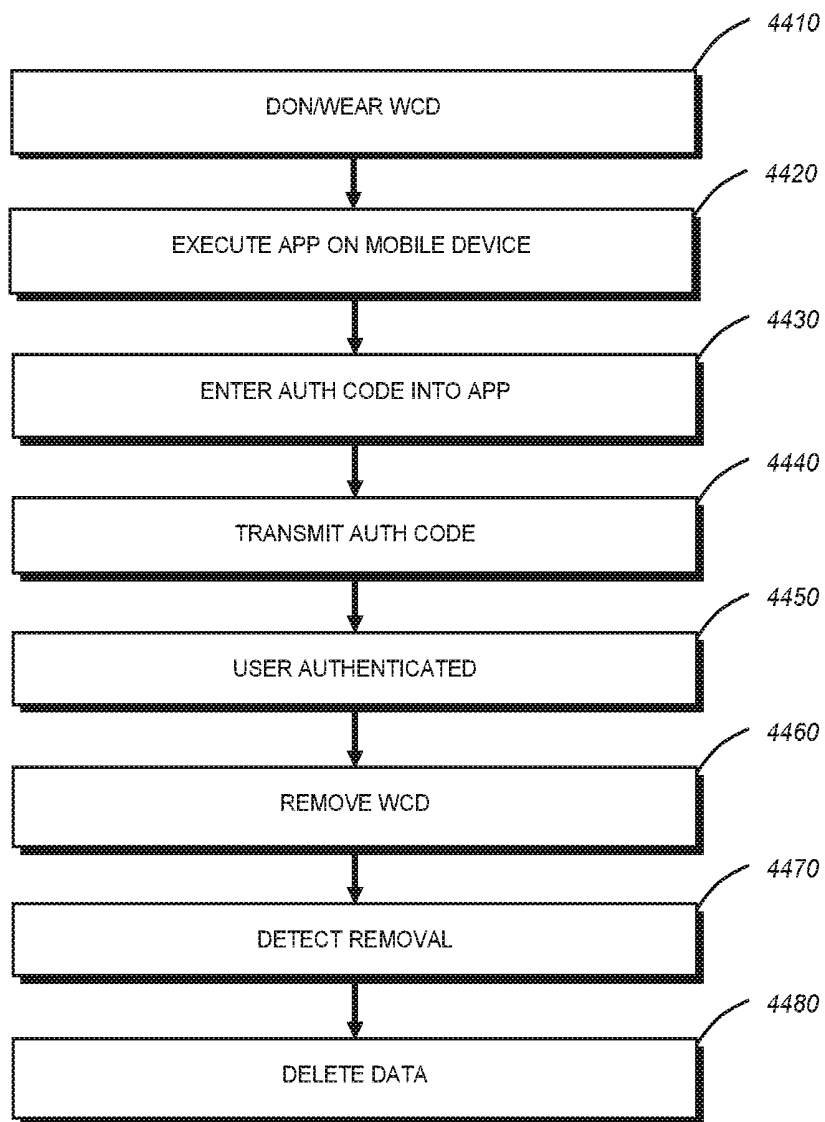 4410
DON/WEAR WCD
4420
EXECUTE APP ON MOBILE DEVICE
4430
ENTER AUTH CODE INTO APP
4440
TRANSMIT AUTH CODE
4450
USER AUTHENTICATED
4460
REMOVE WCD
4470
DETECT REMOVAL
4480
DELETE DATA